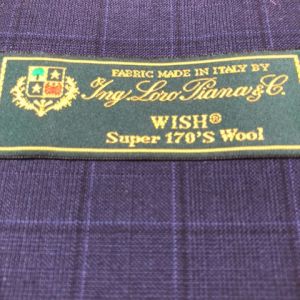 FABRIC MADE IN ITALY BY
Ing. Loro Piana & C.
WISH®
Super 170'S Wool